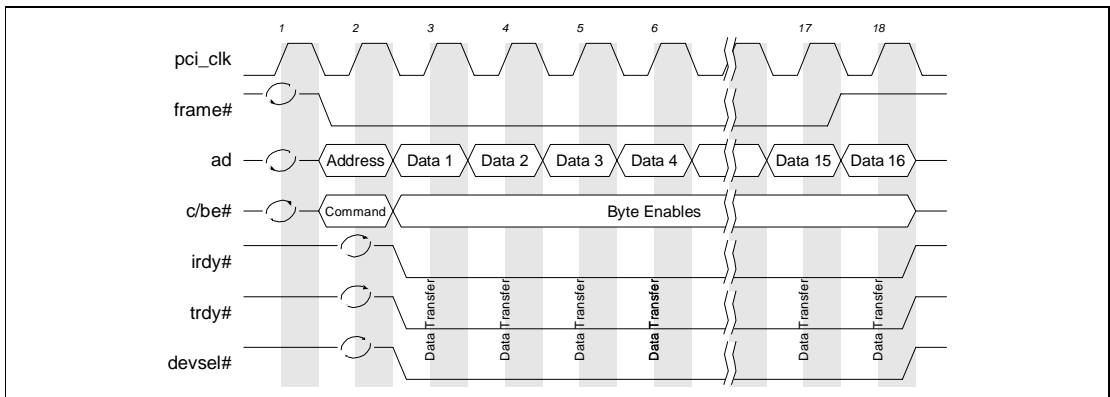 1 2 3 4 5 6 17 18
pci_clk
frame#
ad Address Data 1 Data 2 Data 3 Data 4 Data 15 Data 16
c/be# Command Byte Enables
irdy#
trdy#
Data Transfer Data Transfer Data Transfer Data Transfer Data Transfer Data Transfer
devsel#